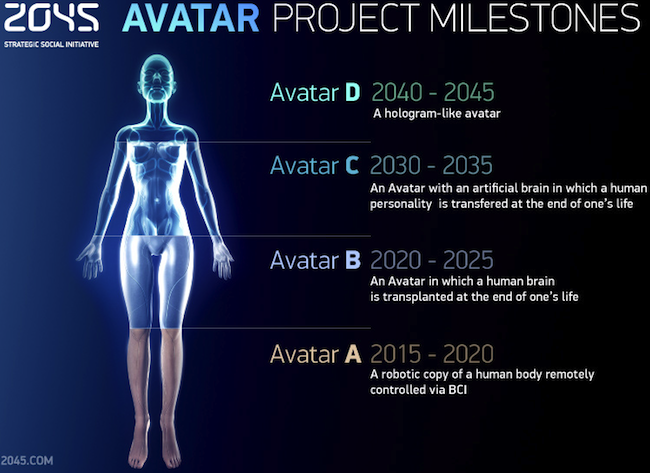 2045
STRATEGIC SOCIAL INITIATIVE
AVATAR PROJECT MILESTONES
Avatar D 2040 - 2045
A hologram-like avatar
Avatar C 2030 - 2035
An Avatar with an artificial brain in which a human
personality is transfered at the end of one's life
Avatar B 2020 - 2025
An Avatar in which a human brain
is transplanted at the end of one's life
Avatar A 2015 - 2020
A robotic copy of a human body remotely
controlled via BCI
2045.COM